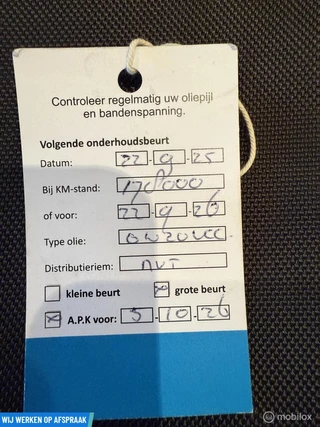 Controleer regelmatig uw oliepijl
en bandenspanning.
Volgende onderhoudsbeurt
Datum: 22-9-25
Bij KM-stand: 178000
of voor: 22-9-26
Type olie:
Distributieriem: NVT
kleine beurt grote beurt
A.P.K voor: 3-10-26
WIJ WERKEN OP AFSPRAAK
mobilox